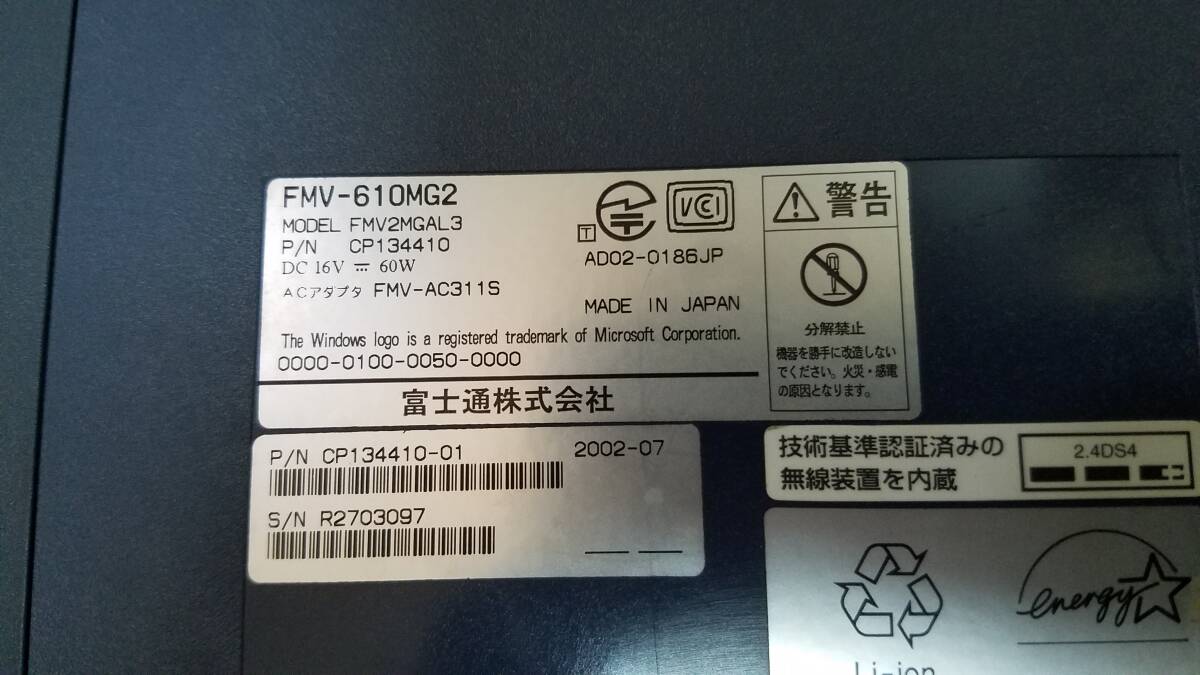 FMV-610MG2
MODEL FMV2MGAL3
P/N CP134410
DC 16V ⎓ 60W
ACアダプタ FMV-AC311S
T
VCI
AD02-0186JP
MADE IN JAPAN
The Windows logo is a registered trademark of Microsoft Corporation.
0000-0100-0050-0000
富士通株式会社
警告
分解禁止
機器を勝手に改造しない
でください。火災・感電
の原因となります。
P/N CP134410-01
2002-07
S/N R2703097
技術基準認証済みの
無線装置を内蔵
2.4DS4
energy
Li-ion